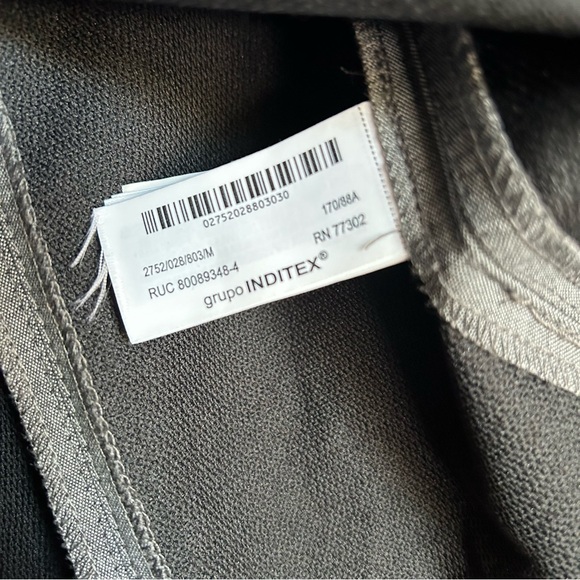 02752028803030
2752/028/803/M 170/88A
RUC 80089348-4 RN 77302
grupo INDITEX®